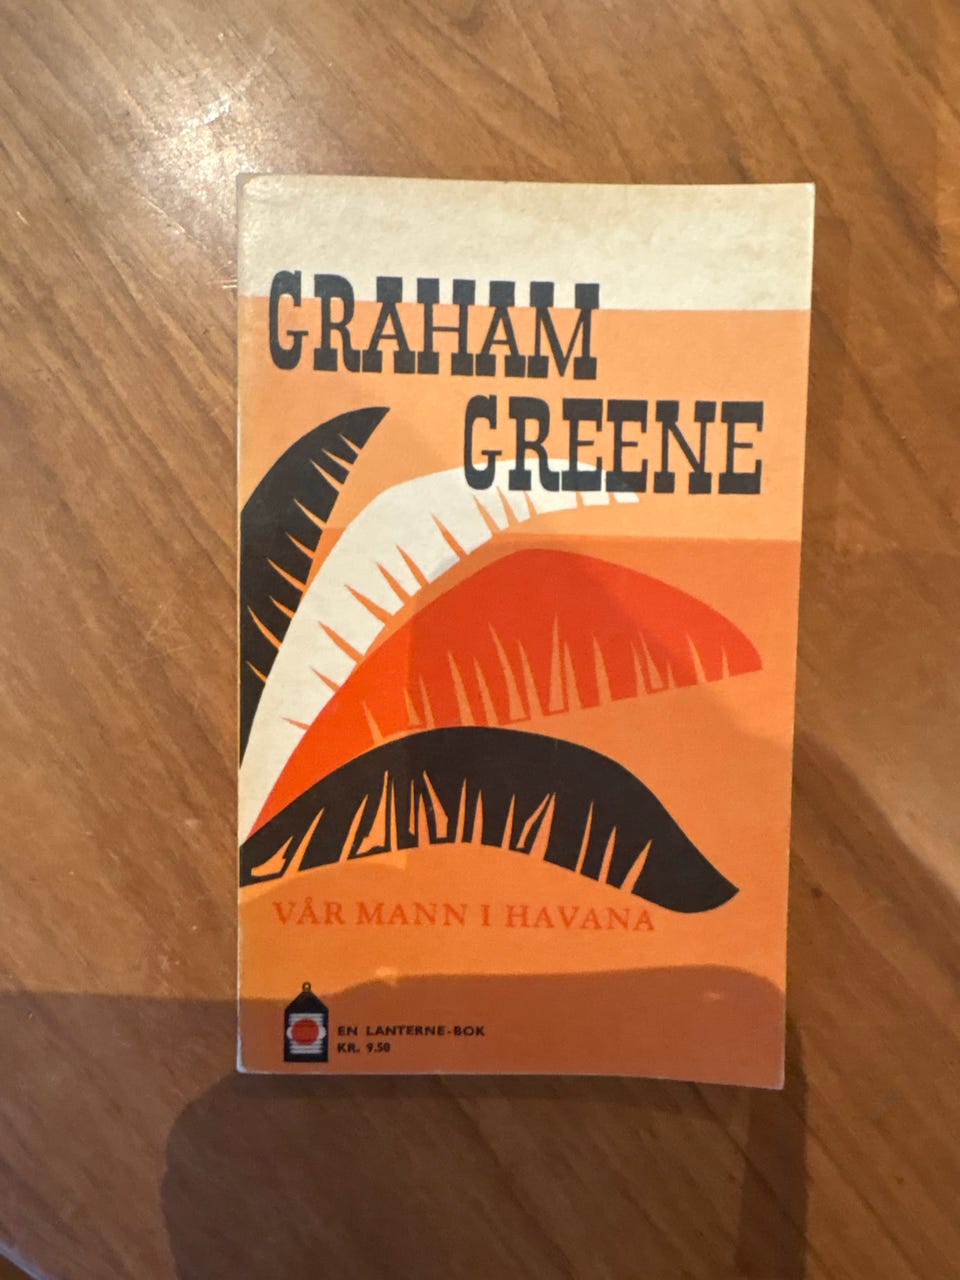 GRAHAM
GREENE
VÅR MANN I HAVANA
EN LANTERNE-BOK
KR. 9.50